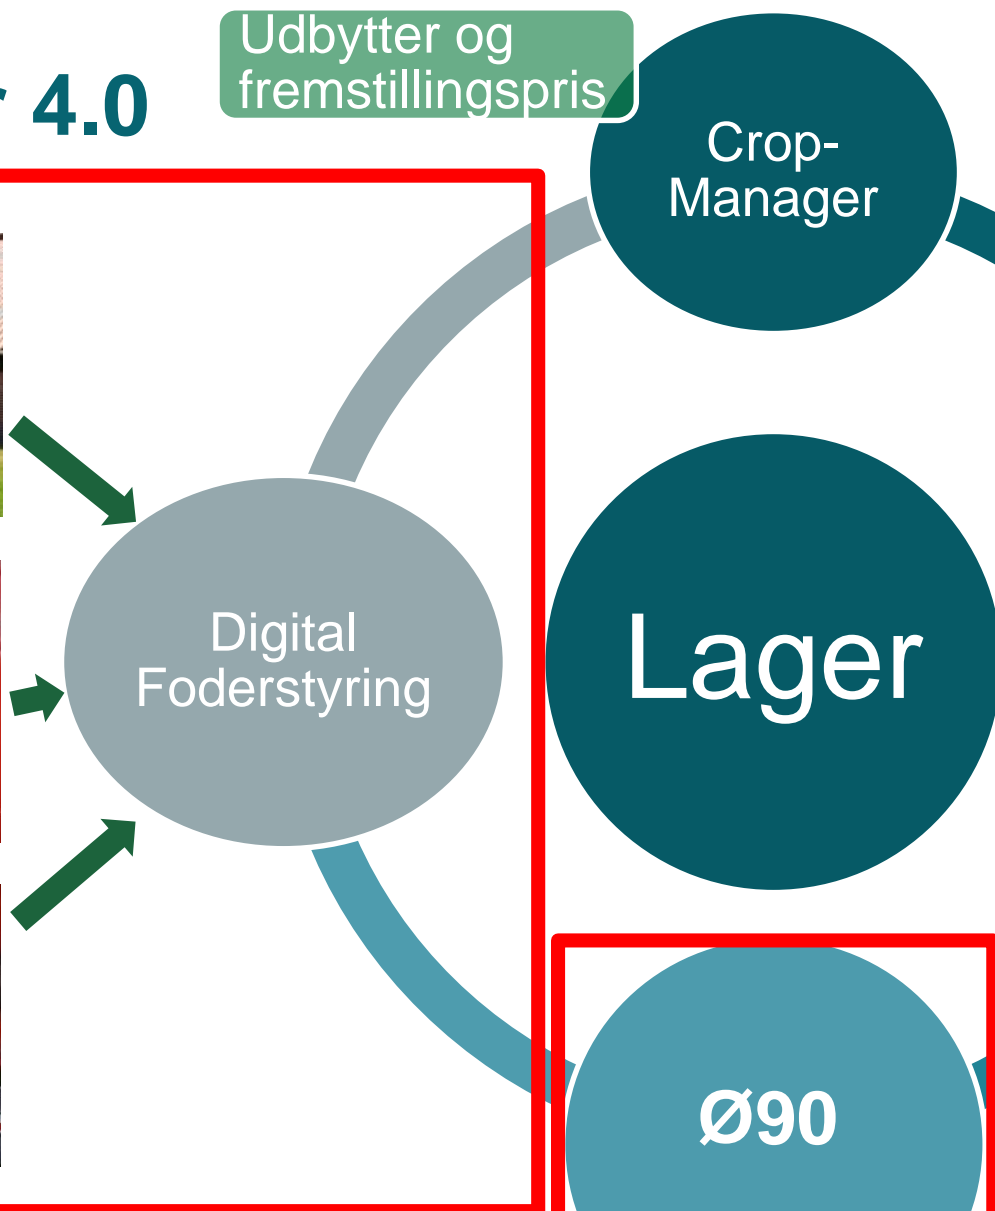 Udbytter og
fremstillingspris
4.0
Crop-
Manager
Digital
Foderstyring
Lager
Ø90